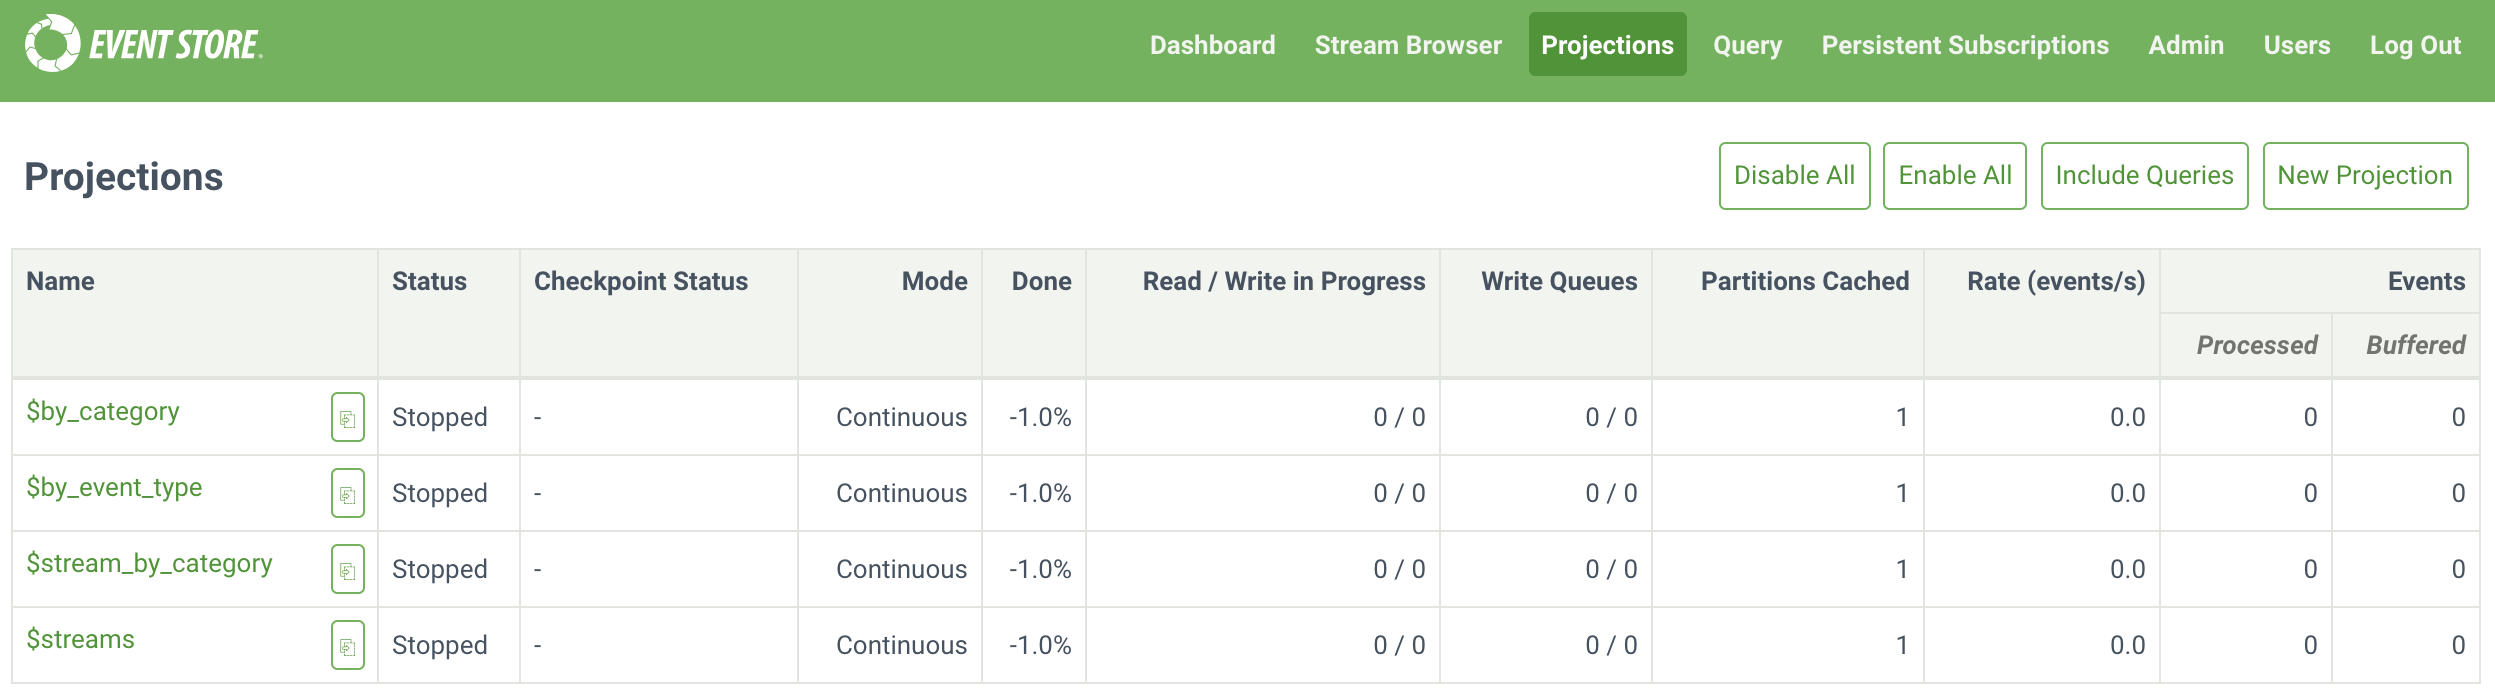 EVENT STORE
Dashboard Stream Browser Projections Query Persistent Subscriptions Admin Users Log Out
Projections
Disable All Enable All Include Queries New Projection
Name Status Checkpoint Status Mode Done Read / Write in Progress Write Queues Partitions Cached Rate (events/s) Events
Processed Buffered
$by_category Stopped - Continuous -1.0% 0 / 0 0 / 0 1 0.0 0 0
$by_event_type Stopped - Continuous -1.0% 0 / 0 0 / 0 1 0.0 0 0
$stream_by_category Stopped - Continuous -1.0% 0 / 0 0 / 0 1 0.0 0 0
$streams Stopped - Continuous -1.0% 0 / 0 0 / 0 1 0.0 0 0